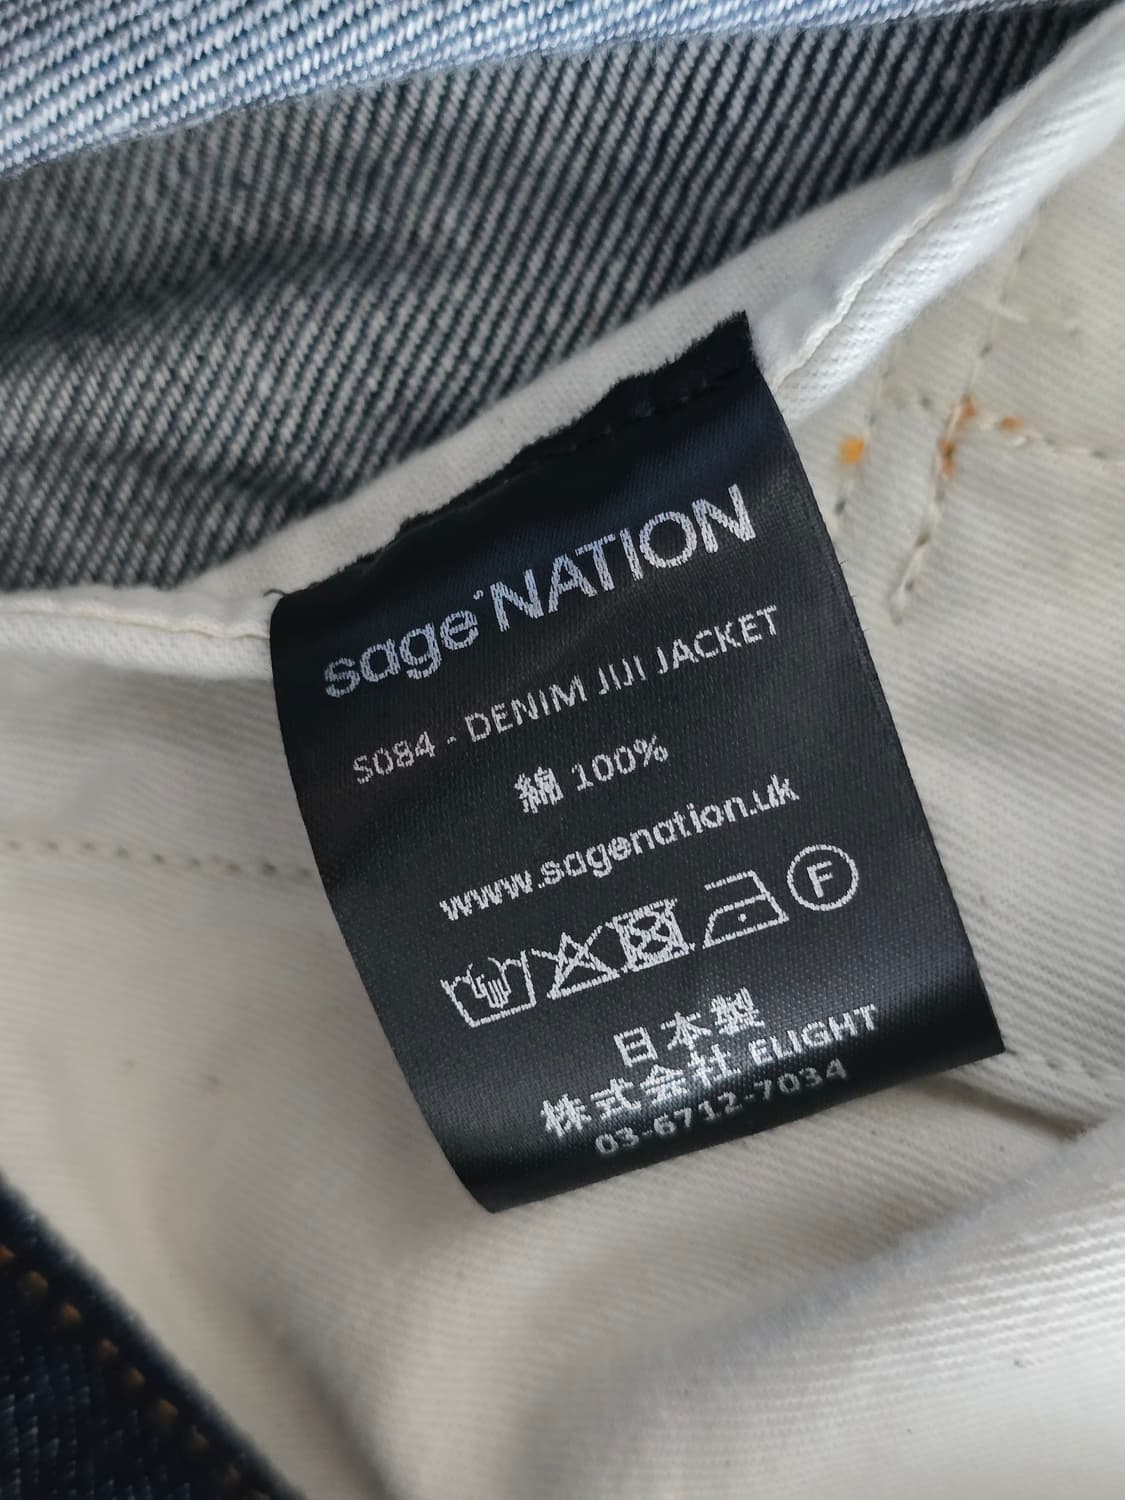 sage NATION
S084 - DENIM JIJI JACKET
綿 100%
www.sagenation.uk
F
日本製
株式会社 ELIGHT
03-6712-7034